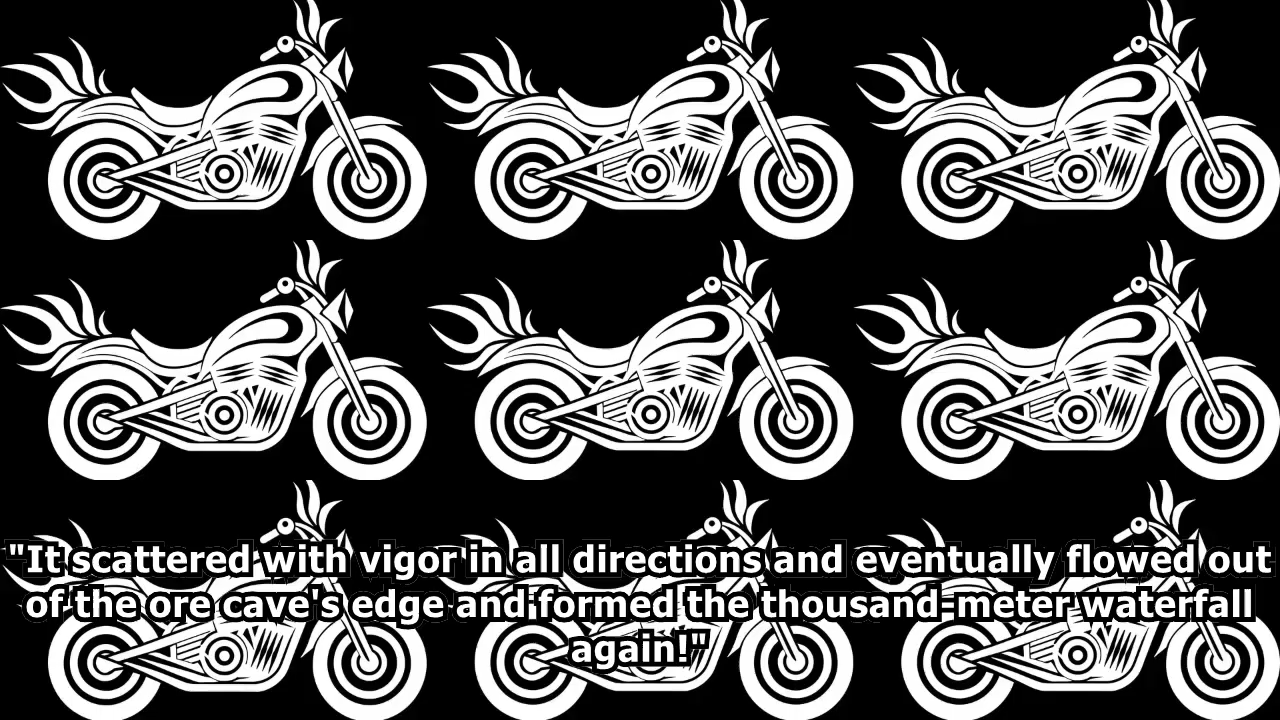 "It scattered with vigor in all directions and eventually flowed out
of the ore cave's edge and formed the thousand-meter waterfall
again!"